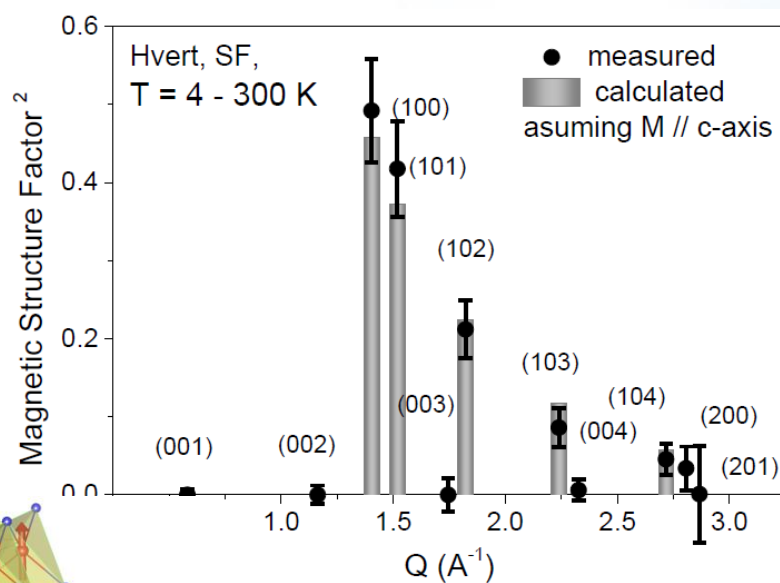 0.6
Hvert, SF,
T = 4 - 300 K
measured
calculated
asuming M // c-axis
(100)
(101)
0.4
(102)
Magnetic Structure Factor ²
0.2
(103)
(104)
(003)
(004)
(200)
(001)
(002)
(201)
0.0
1.0 1.5 2.0 2.5 3.0
Q (A⁻¹)